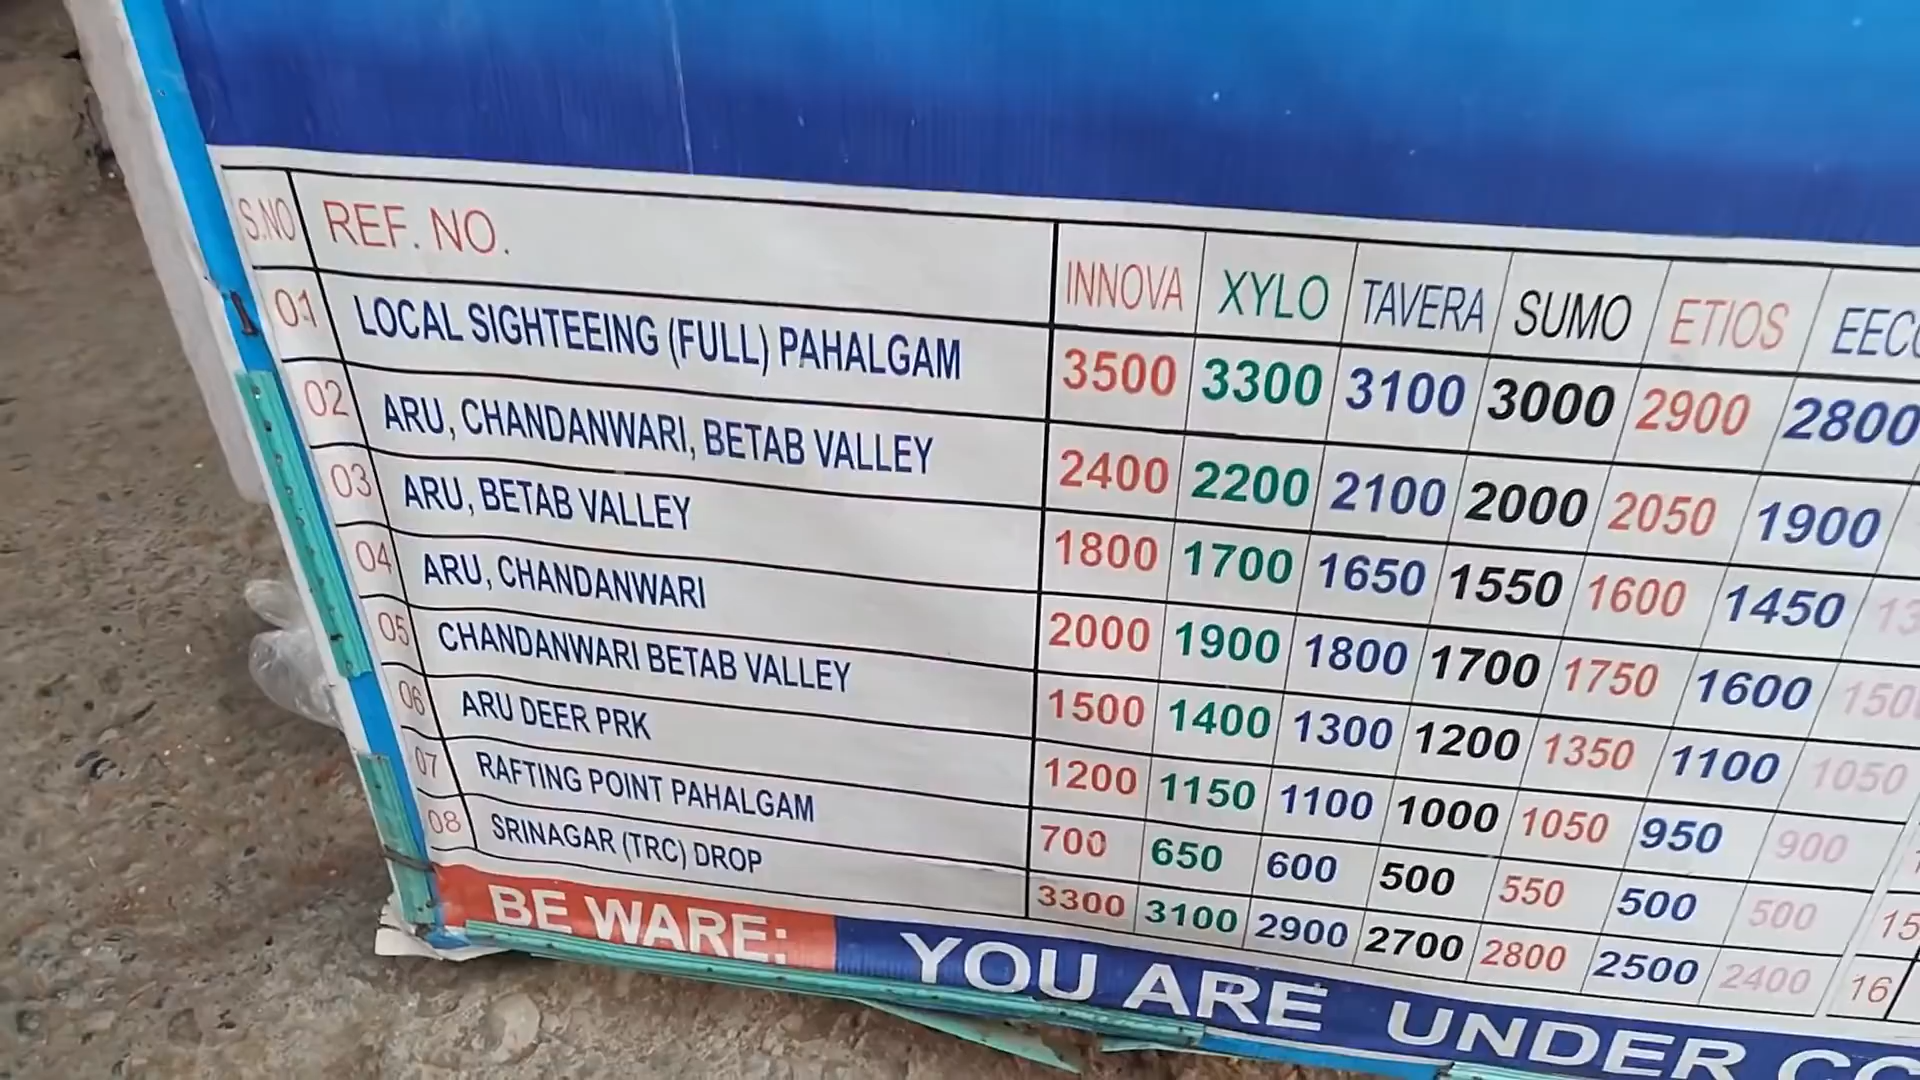 S.NO REF. NO. INNOVA XYLO TAVERA SUMO ETIOS
01 LOCAL SIGHTEEING (FULL) PAHALGAM 3500 3300 3100 3000 2900 2800
02 ARU, CHANDANWARI, BETAB VALLEY 2400 2200 2100 2000 2050 1900
03 ARU, BETAB VALLEY 1800 1700 1650 1550 1600 1450
04 ARU, CHANDANWARI 2000 1900 1800 1700 1750 1600 1500
05 CHANDANWARI BETAB VALLEY 1500 1400 1300 1200 1350 1100 1050
06 ARU DEER PRK 1200 1150 1100 1000 1050 950 900
07 RAFTING POINT PAHALGAM 700 650 600 500 550 500 500 15
08 SRINAGAR (TRC) DROP 3300 3100 2900 2700 2800 2500 2400 16
BE WARE: YOU ARE UNDER